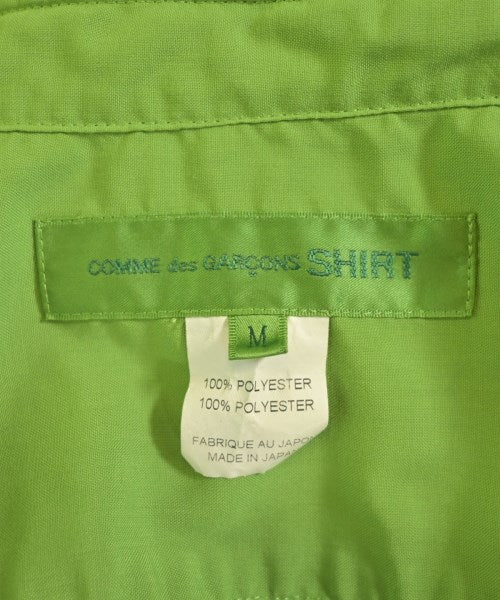 COMME des GARÇONS SHIRT
M
100% POLYESTER
100% POLYESTER
FABRIQUE AU JAPON
MADE IN JAPAN